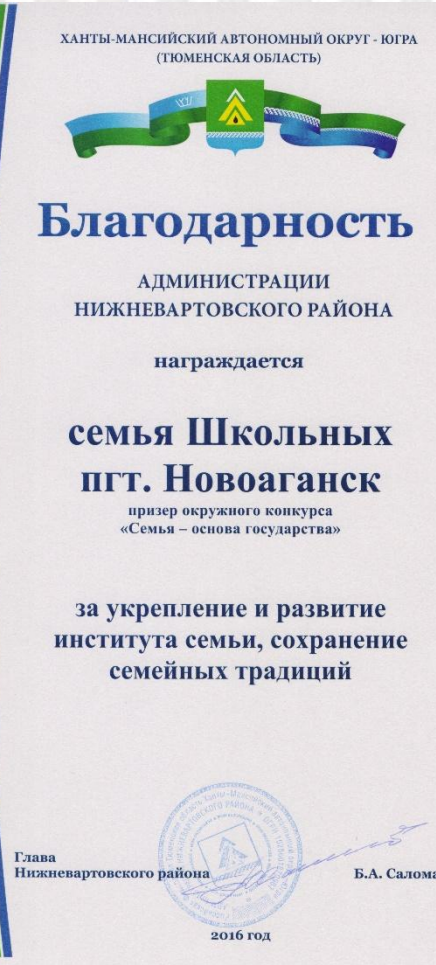 ХАНТЫ-МАНСИЙСКИЙ АВТОНОМНЫЙ ОКРУГ - ЮГРА
(ТЮМЕНСКАЯ ОБЛАСТЬ)
Благодарность
АДМИНИСТРАЦИИ
НИЖНЕВАРТОВСКОГО РАЙОНА
награждается
семья Школьных
пгт. Новоаганск
призер окружного конкурса
«Семья – основа государства»
за укрепление и развитие
института семьи, сохранение
семейных традиций
Глава
Нижневартовского района Б.А. Салома
2016 год